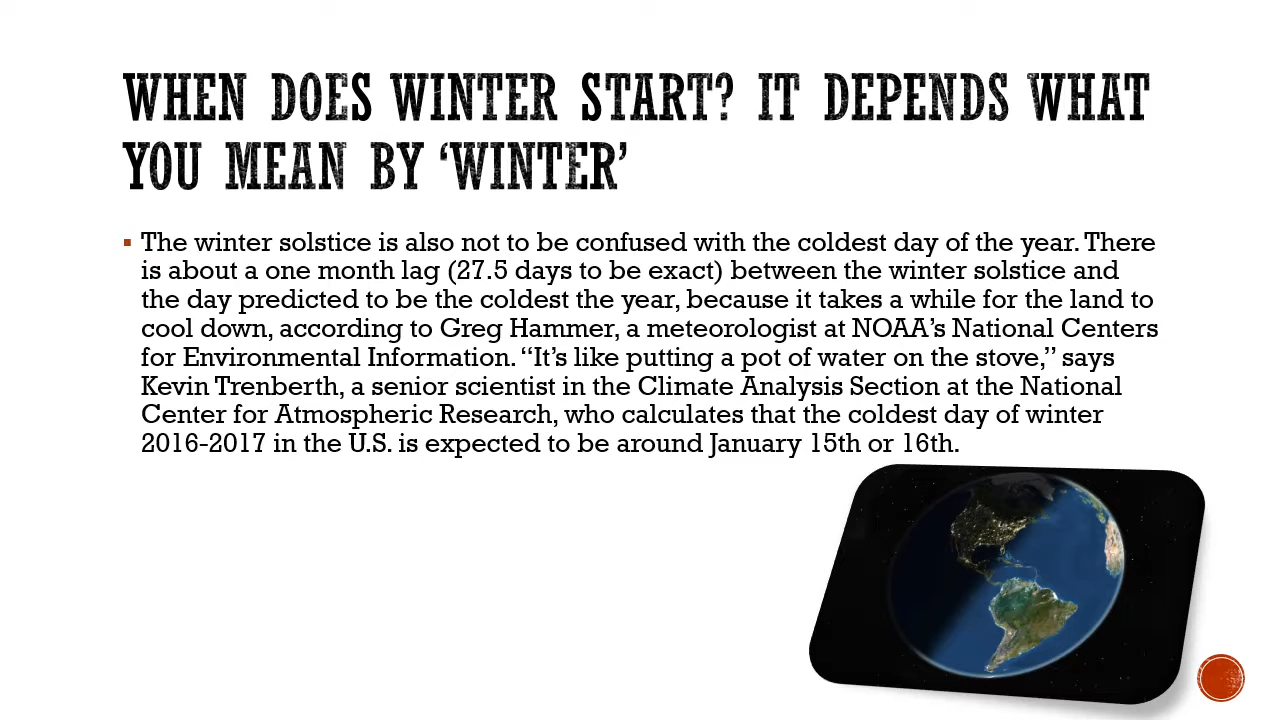 WHEN DOES WINTER START? IT DEPENDS WHAT
YOU MEAN BY ‘WINTER’
The winter solstice is also not to be confused with the coldest day of the year. There
is about a one month lag (27.5 days to be exact) between the winter solstice and
the day predicted to be the coldest the year, because it takes a while for the land to
cool down, according to Greg Hammer, a meteorologist at NOAA’s National Centers
for Environmental Information. “It’s like putting a pot of water on the stove,” says
Kevin Trenberth, a senior scientist in the Climate Analysis Section at the National
Center for Atmospheric Research, who calculates that the coldest day of winter
2016-2017 in the U.S. is expected to be around January 15th or 16th.